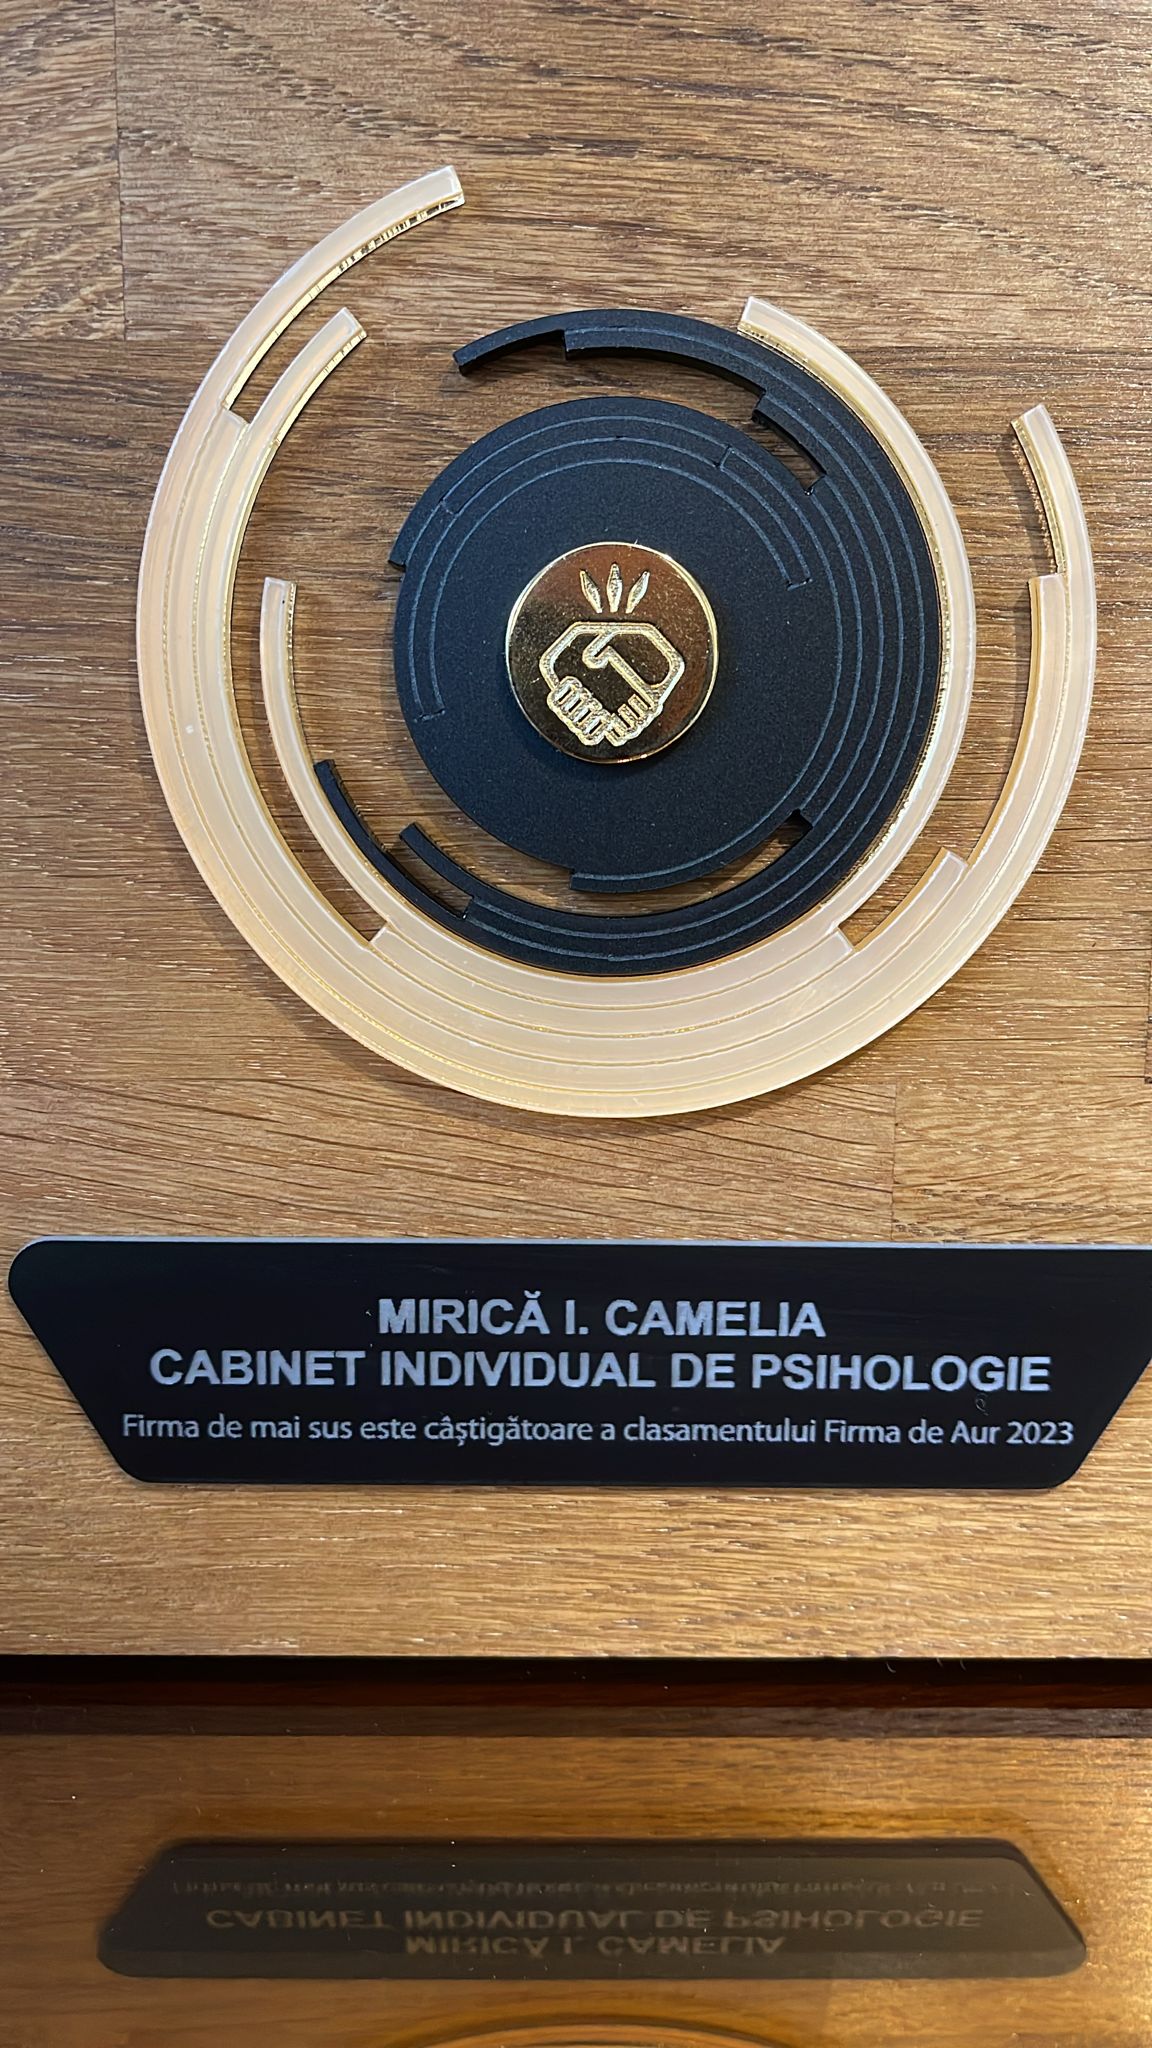 MIRICĂ I. CAMELIA
CABINET INDIVIDUAL DE PSIHOLOGIE
Firma de mai sus este câștigătoare a clasamentului Firma de Aur 2023